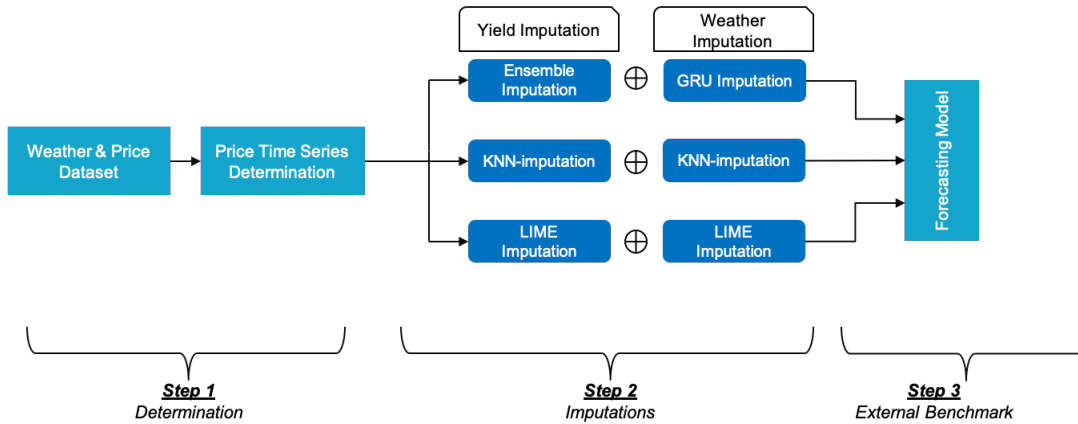 Yield Imputation
Weather
Imputation
Ensemble
Imputation
GRU Imputation
Weather & Price
Dataset
Price Time Series
Determination
KNN-imputation
KNN-imputation
LIME
Imputation
LIME
Imputation
Forecasting Model
Step 1
Determination
Step 2
Imputations
Step 3
External Benchmark